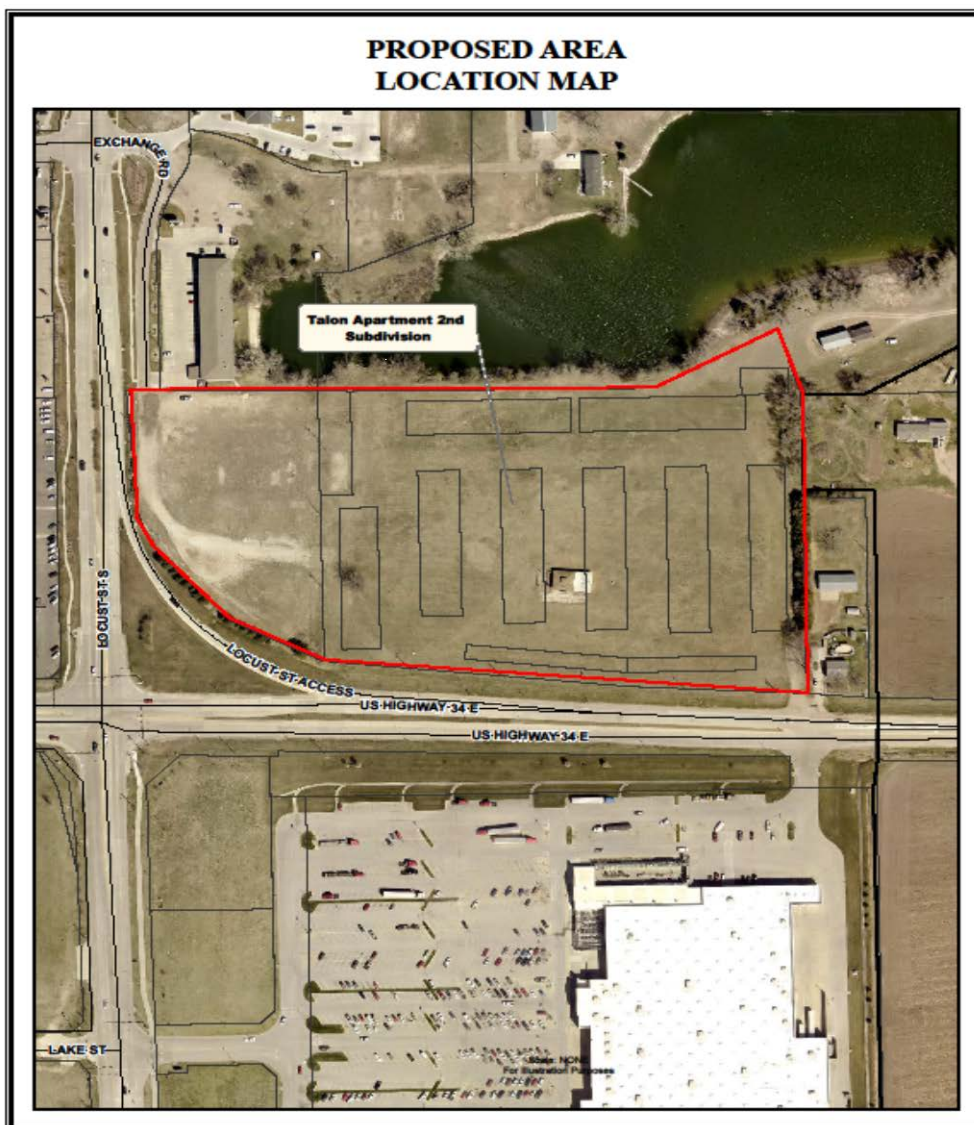 PROPOSED AREA
LOCATION MAP
EXCHANGE RD
Talon Apartment 2nd
Subdivision
LOCUST ST S
LOCUST ST ACCESS
US HIGHWAY 34 E
US HIGHWAY 34 E
LAKE ST
Scale: NONE
For Illustration Purposes